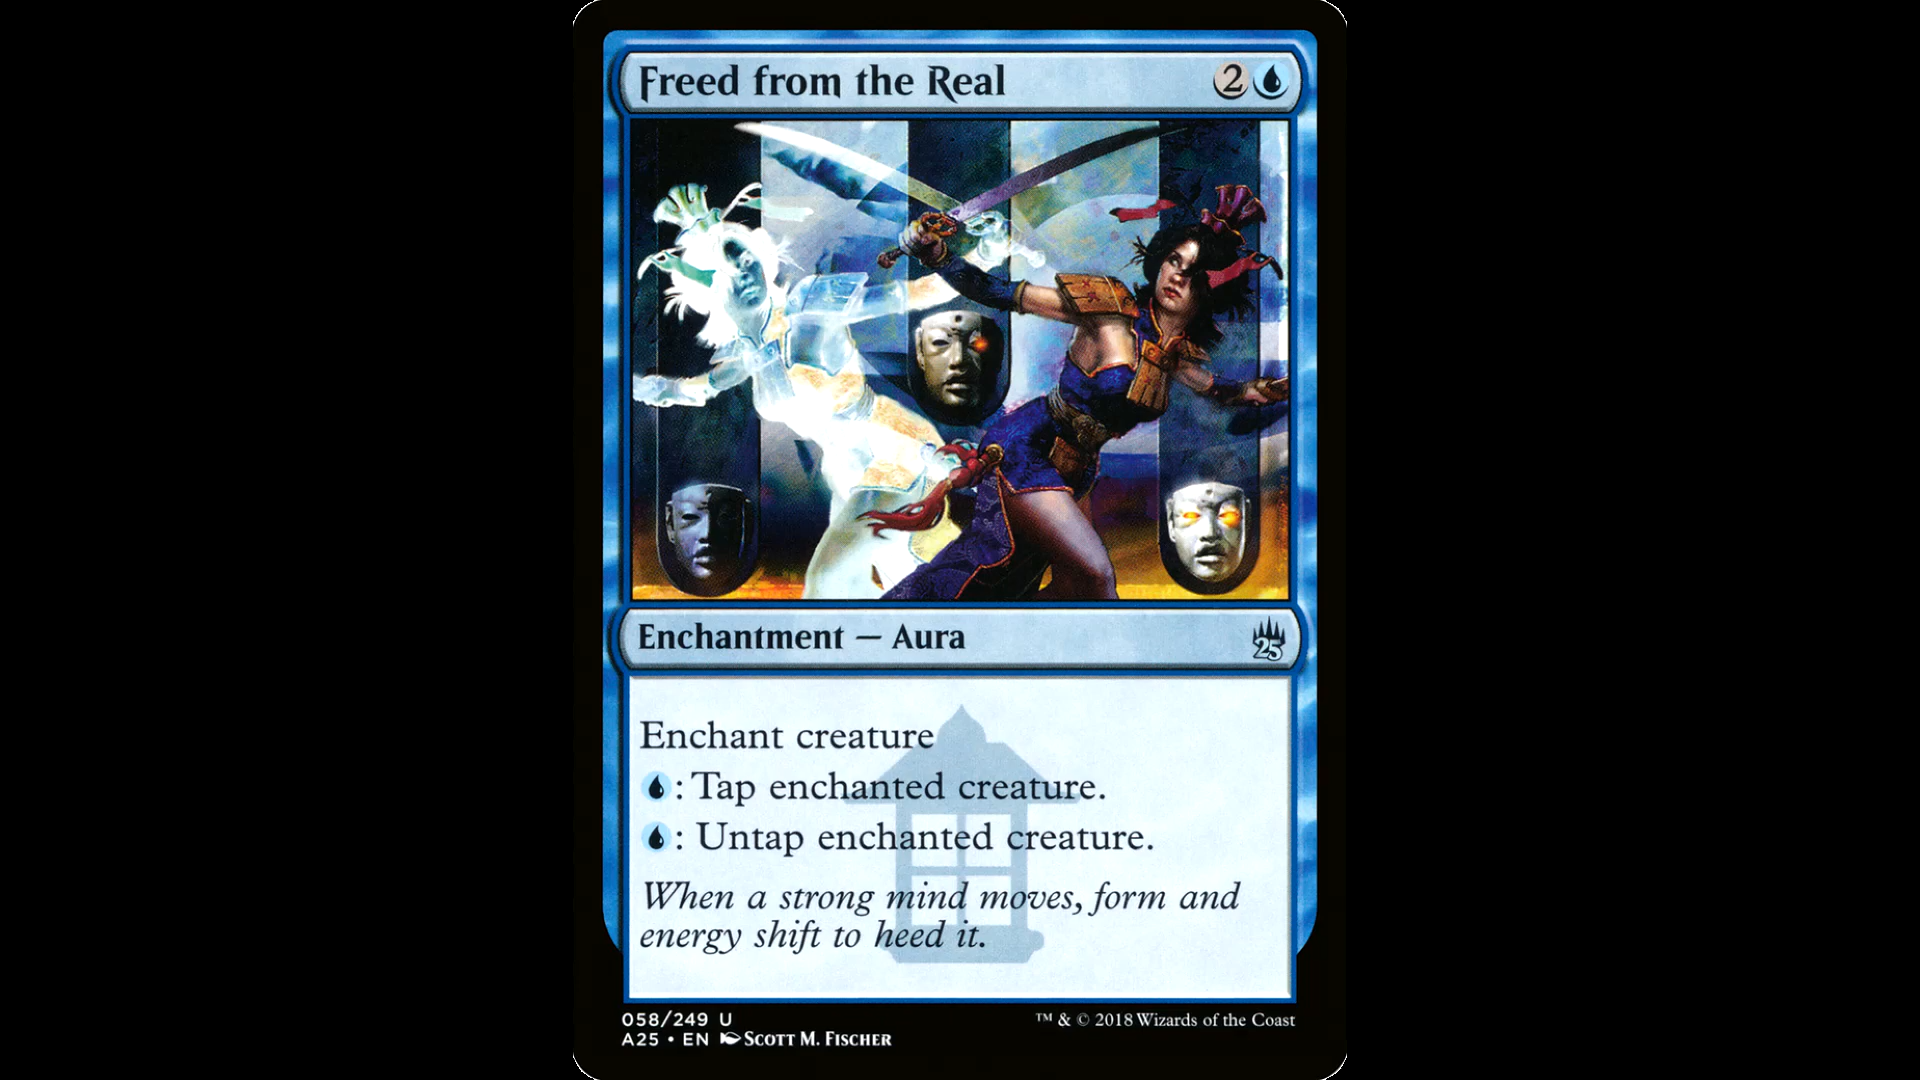 Freed from the Real 2
Enchantment — Aura
25
Enchant creature
: Tap enchanted creature.
: Untap enchanted creature.
When a strong mind moves, form and
energy shift to heed it.
058/249 U
™ & © 2018 Wizards of the Coast
A25 • EN Scott M. Fischer